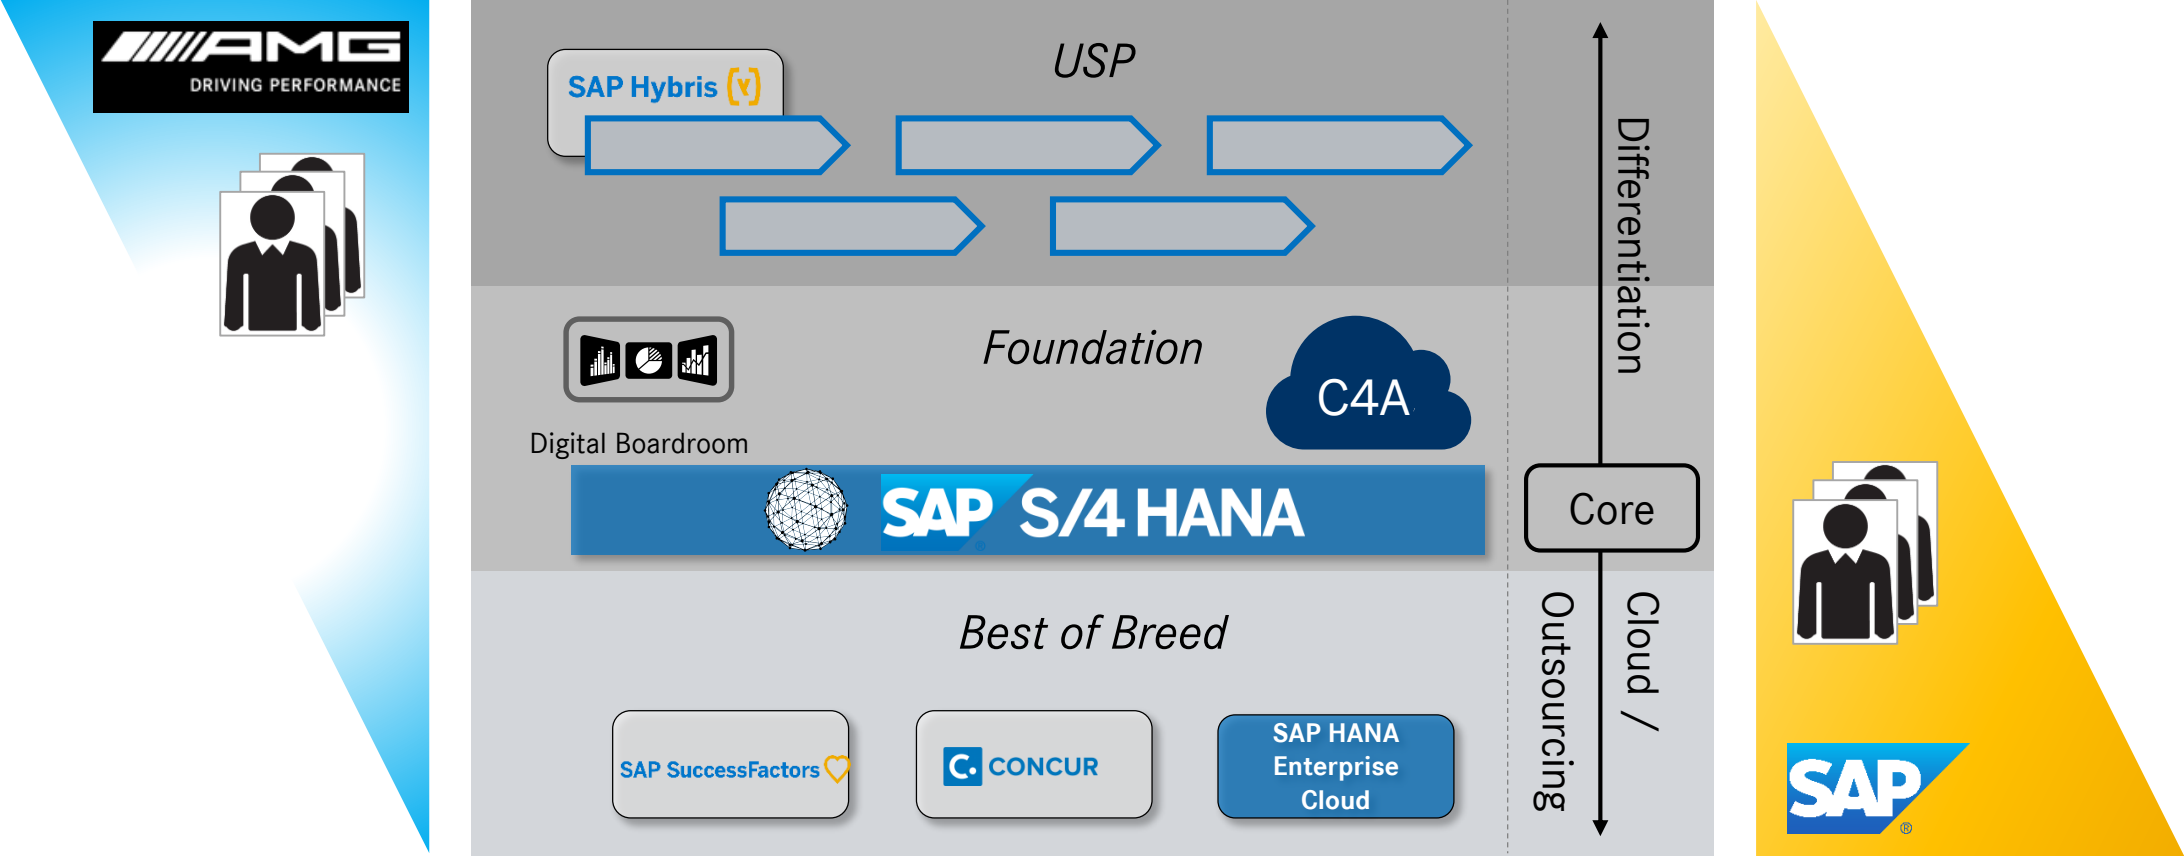 AMG
DRIVING PERFORMANCE
USP
SAP Hybris
Differentiation
Foundation
C4A
Digital Boardroom
SAP S/4 HANA
Core
Best of Breed
Cloud /
Outsourcing
SAP SuccessFactors
C. CONCUR
SAP HANA
Enterprise
Cloud
SAP
®